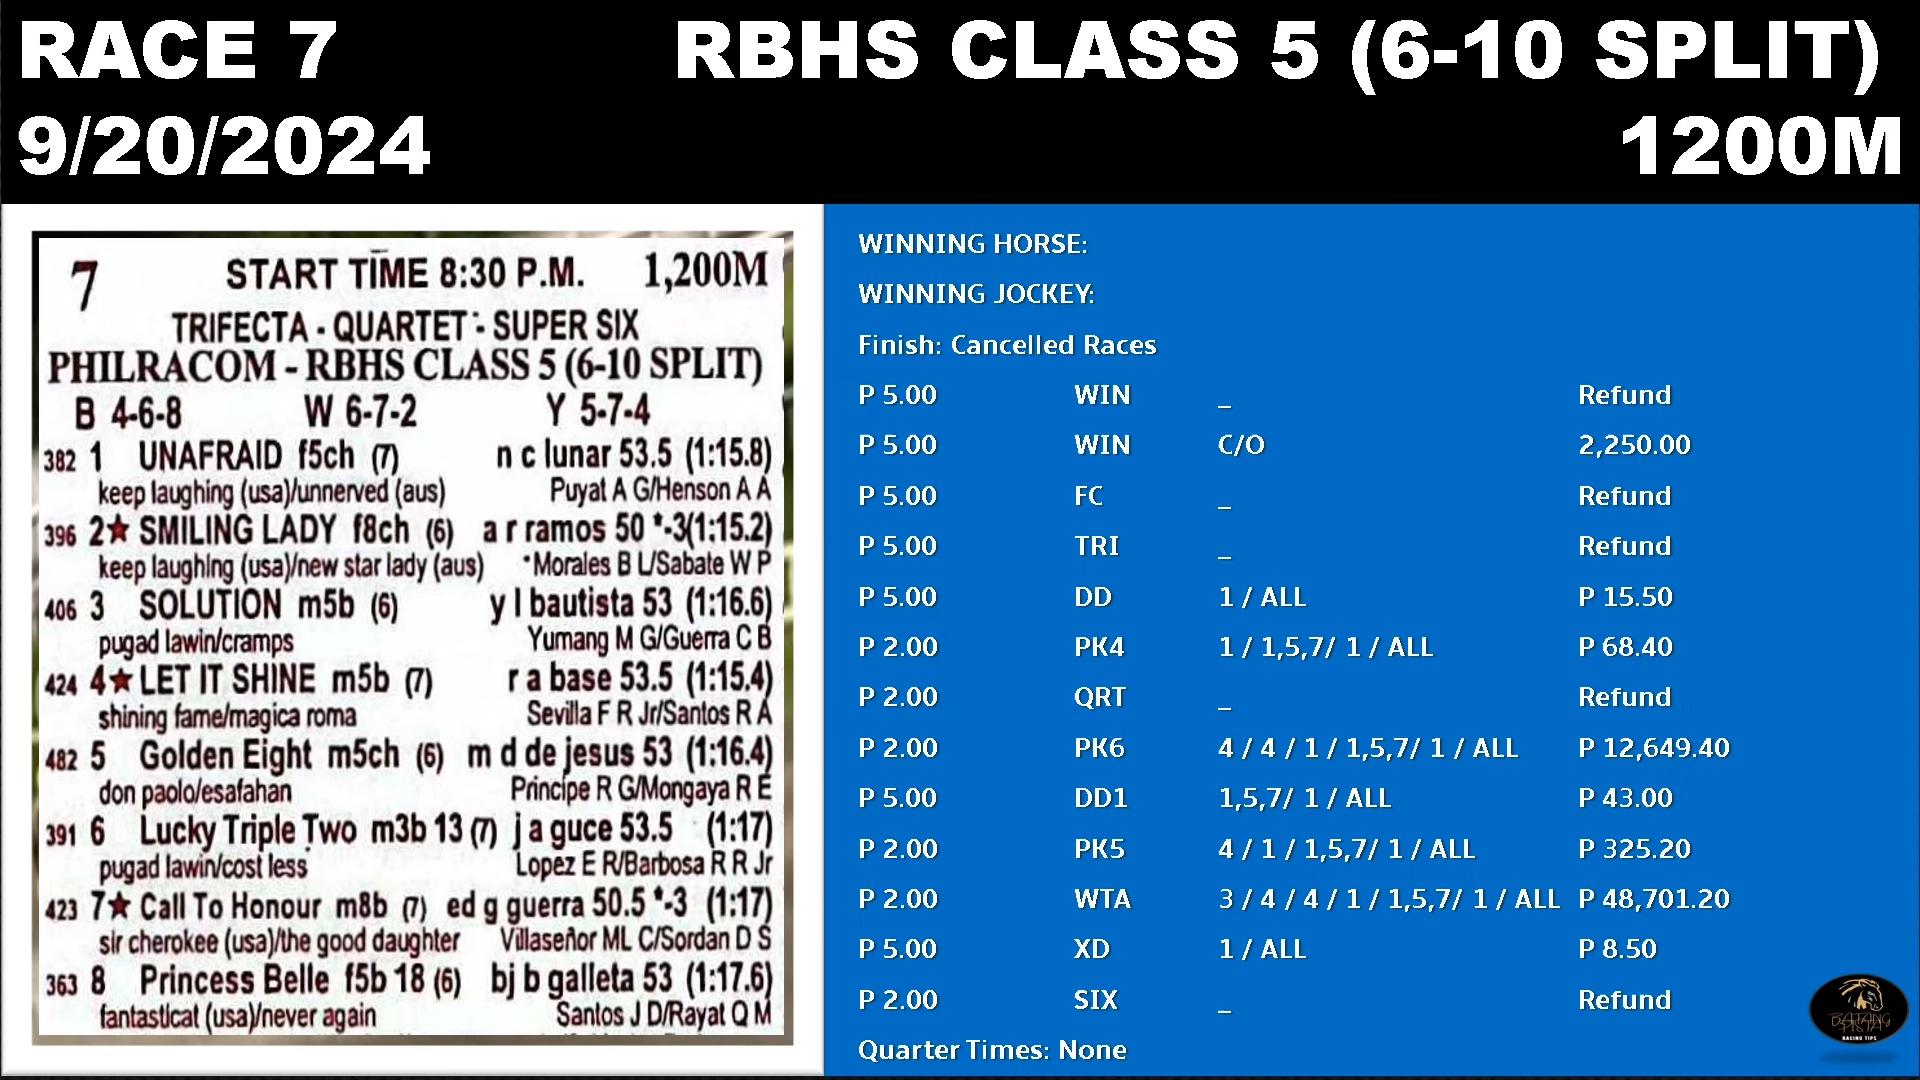 RACE 7 RBHS CLASS 5 (6-10 SPLIT)
9/20/2024 1200M
7 START TIME 8:30 P.M. 1,200M
TRIFECTA - QUARTET - SUPER SIX
PHILRACOM - RBHS CLASS 5 (6-10 SPLIT)
B 4-6-8 W 6-7-2 Y 5-7-4
382 1 UNAFRAID f5ch (7) n c lunar 53.5 (1:15.8)
keep laughing (usa)/unnerved (aus) Puyat A G/Henson A A
396 2★ SMILING LADY f8ch (6) a r ramos 50 *-3(1:15.2)
keep laughing (usa)/new star lady (aus) *Morales B L/Sabate W P
406 3 SOLUTION m5b (6) y l bautista 53 (1:16.6)
pugad lawin/cramps Yumang M G/Guerra C B
424 4★ LET IT SHINE m5b (7) r a base 53.5 (1:15.4)
shining fame/magica roma Sevilla F R Jr/Santos R A
482 5 Golden Eight m5ch (6) m d de jesus 53 (1:16.4)
don paolo/esafahan Principe R G/Mongaya R E
391 6 Lucky Triple Two m3b 13 (7) j a guce 53.5 (1:17)
pugad lawin/cost less Lopez E R/Barbosa R R Jr
423 7★ Call To Honour m8b (7) ed g guerra 50.5 *-3 (1:17)
sir cherokee (usa)/the good daughter Villaseñor ML C/Sordan D S
363 8 Princess Belle f5b 18 (6) bj b galleta 53 (1:17.6)
fantasticat (usa)/never again Santos J D/Rayat Q M
WINNING HORSE:
WINNING JOCKEY:
Finish: Cancelled Races
P 5.00 WIN _ Refund
P 5.00 WIN C/O 2,250.00
P 5.00 FC _ Refund
P 5.00 TRI _ Refund
P 5.00 DD 1 / ALL P 15.50
P 2.00 PK4 1 / 1,5,7/ 1 / ALL P 68.40
P 2.00 QRT _ Refund
P 2.00 PK6 4 / 4 / 1 / 1,5,7/ 1 / ALL P 12,649.40
P 5.00 DD1 1,5,7/ 1 / ALL P 43.00
P 2.00 PK5 4 / 1 / 1,5,7/ 1 / ALL P 325.20
P 2.00 WTA 3 / 4 / 4 / 1 / 1,5,7/ 1 / ALL P 48,701.20
P 5.00 XD 1 / ALL P 8.50
P 2.00 SIX _ Refund
Quarter Times: None
BATANG
PISTA
RACING TIPS